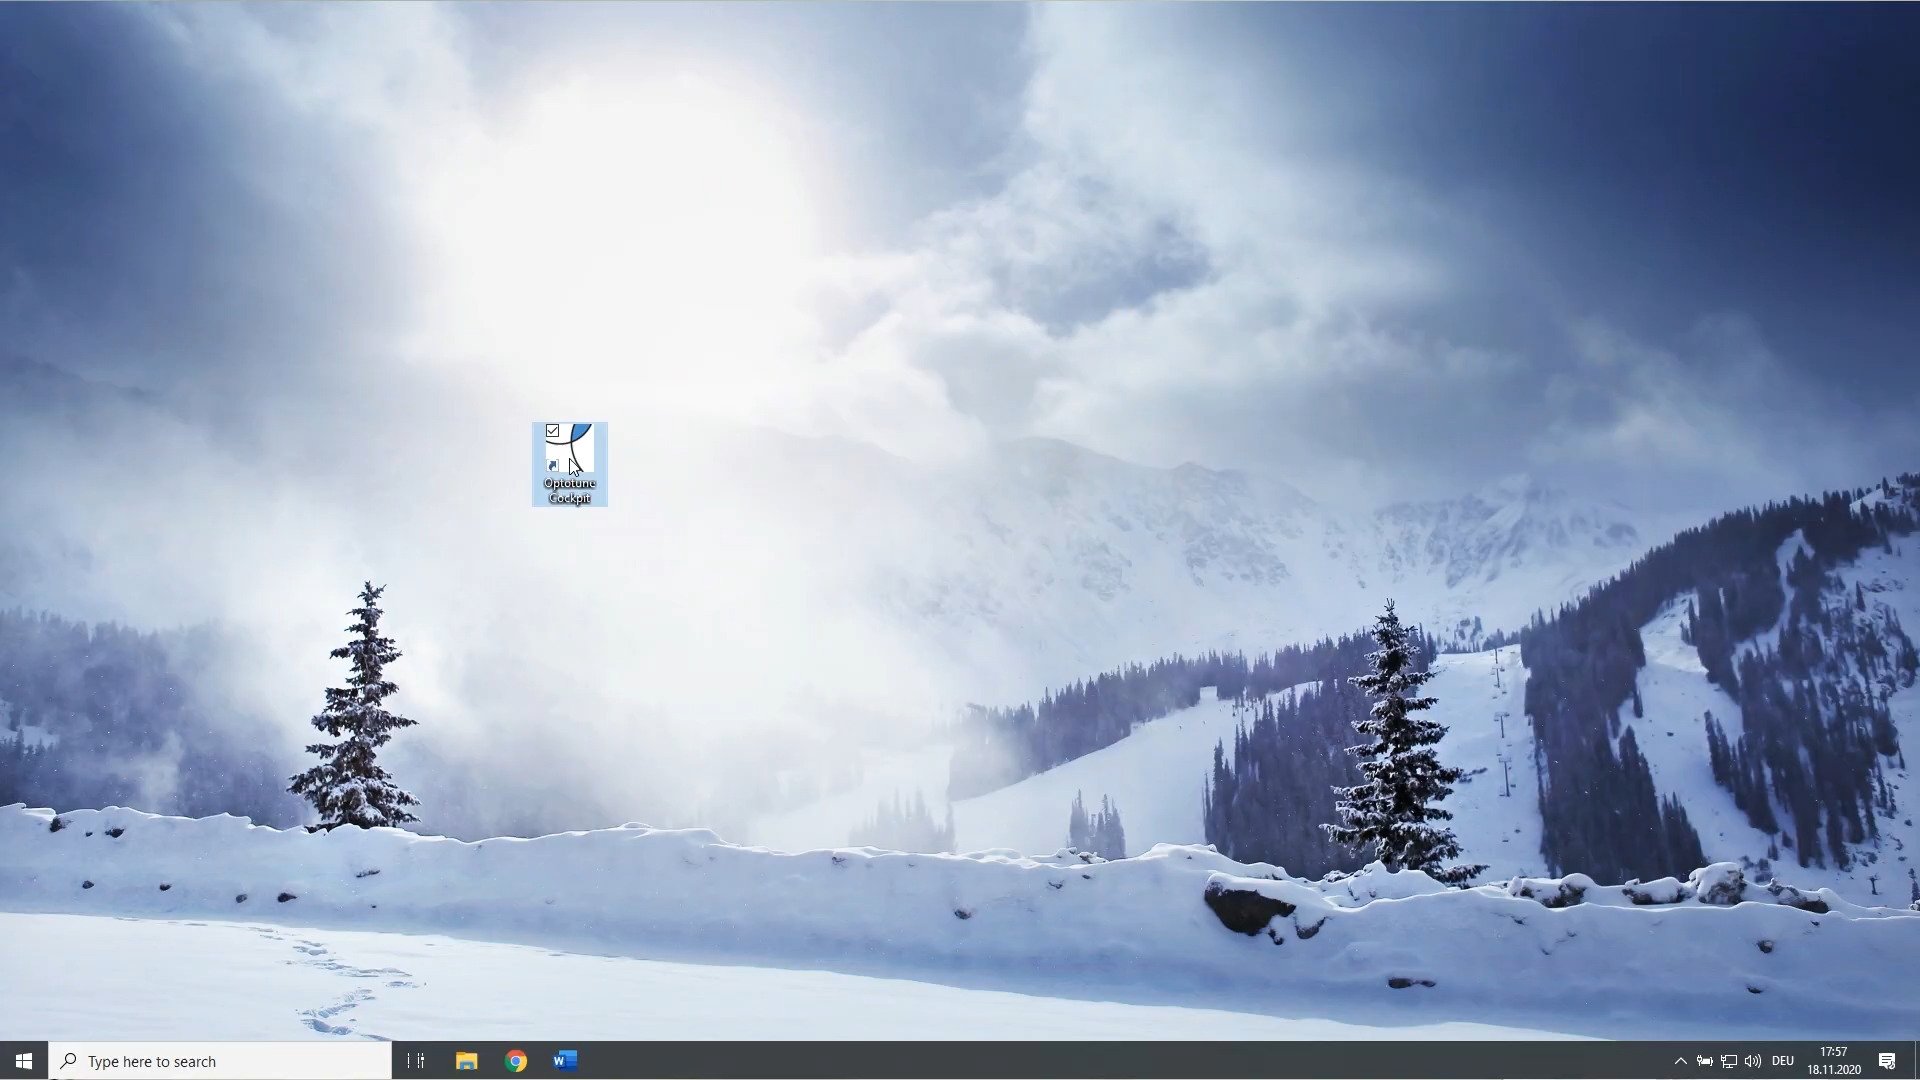 Optotune
Cockpit
Type here to search
DEU
17:57
18.11.2020